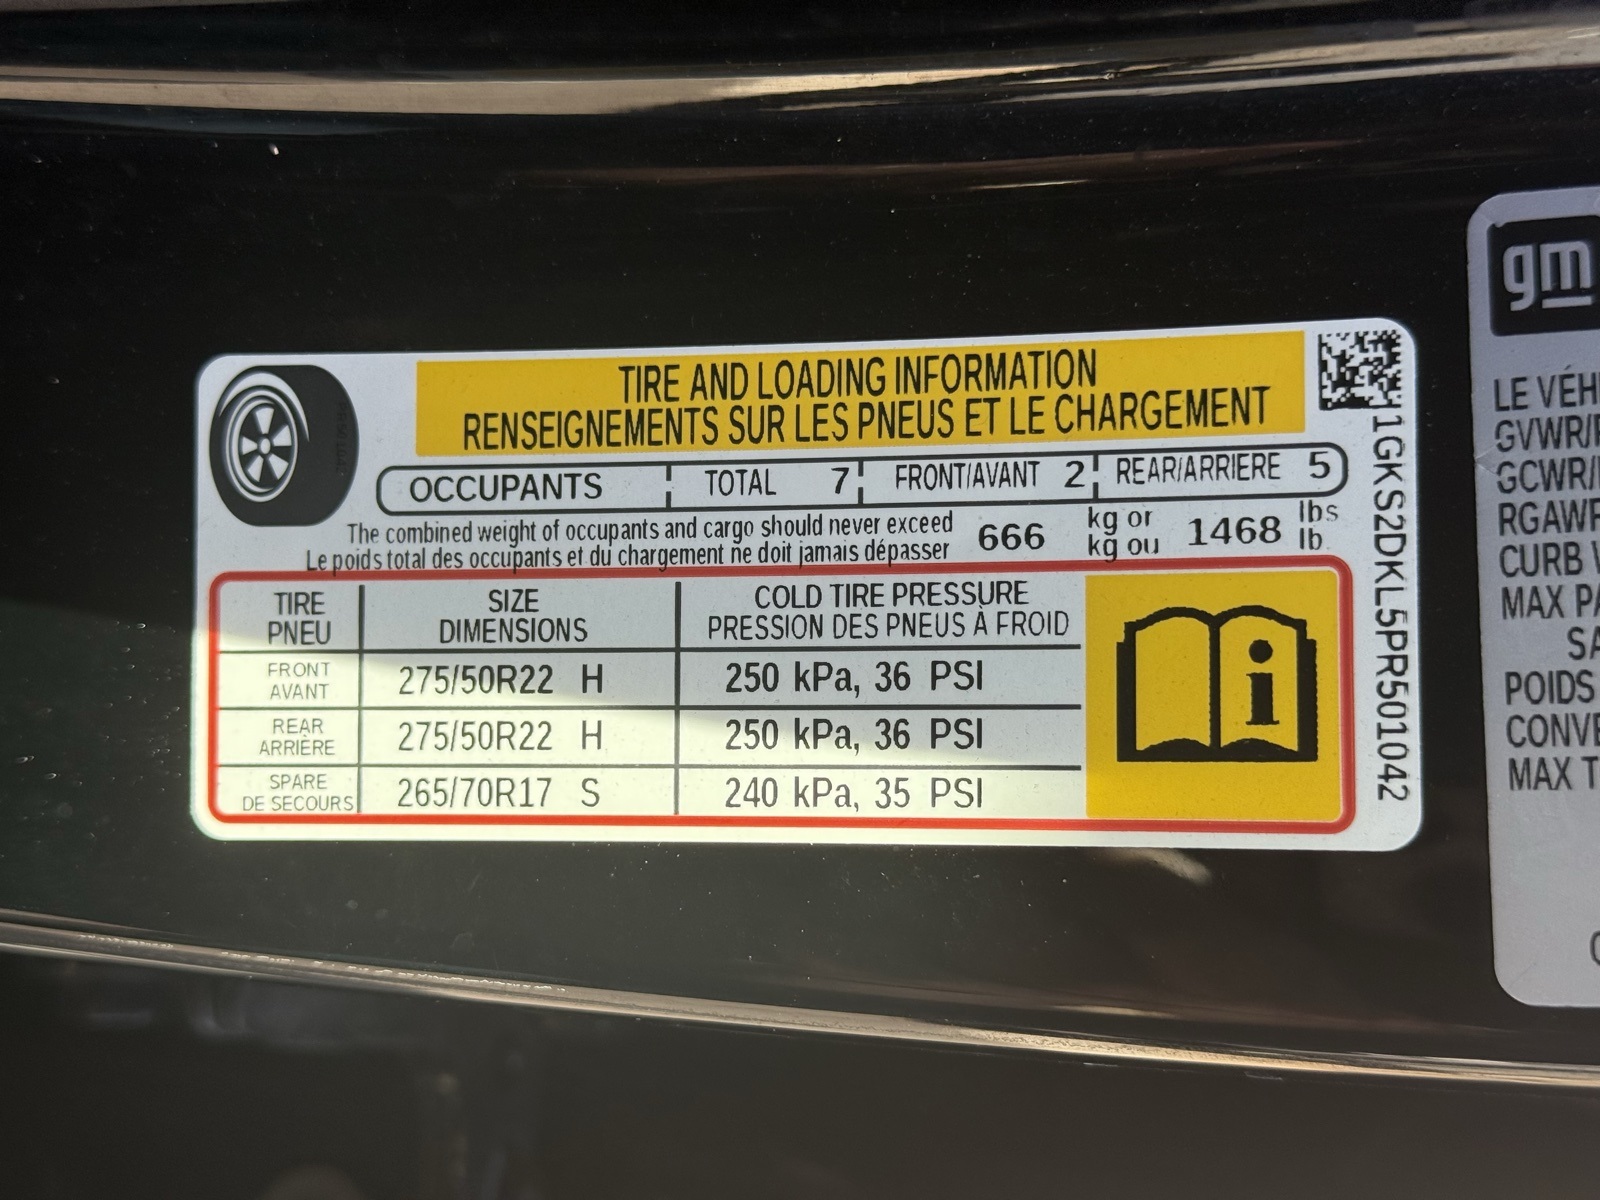 TIRE AND LOADING INFORMATION
RENSEIGNEMENTS SUR LES PNEUS ET LE CHARGEMENT
OCCUPANTS TOTAL 7 FRONT/AVANT 2 REAR/ARRIERE 5
The combined weight of occupants and cargo should never exceed 666 kg or 1468 lbs
Le poids total des occupants et du chargement ne doit jamais dépasser kg ou lb.
TIRE SIZE COLD TIRE PRESSURE
PNEU DIMENSIONS PRESSION DES PNEUS À FROID
FRONT
AVANT 275/50R22 H 250 kPa, 36 PSI
REAR
ARRIÈRE 275/50R22 H 250 kPa, 36 PSI
SPARE
DE SECOURS 265/70R17 S 240 kPa, 35 PSI
1GKS2DKL5PR501042
gm
LE VÉH
GVWR/
GCWR/
RGAWR
CURB
MAX PA
SA
POIDS
CONVE
MAX T